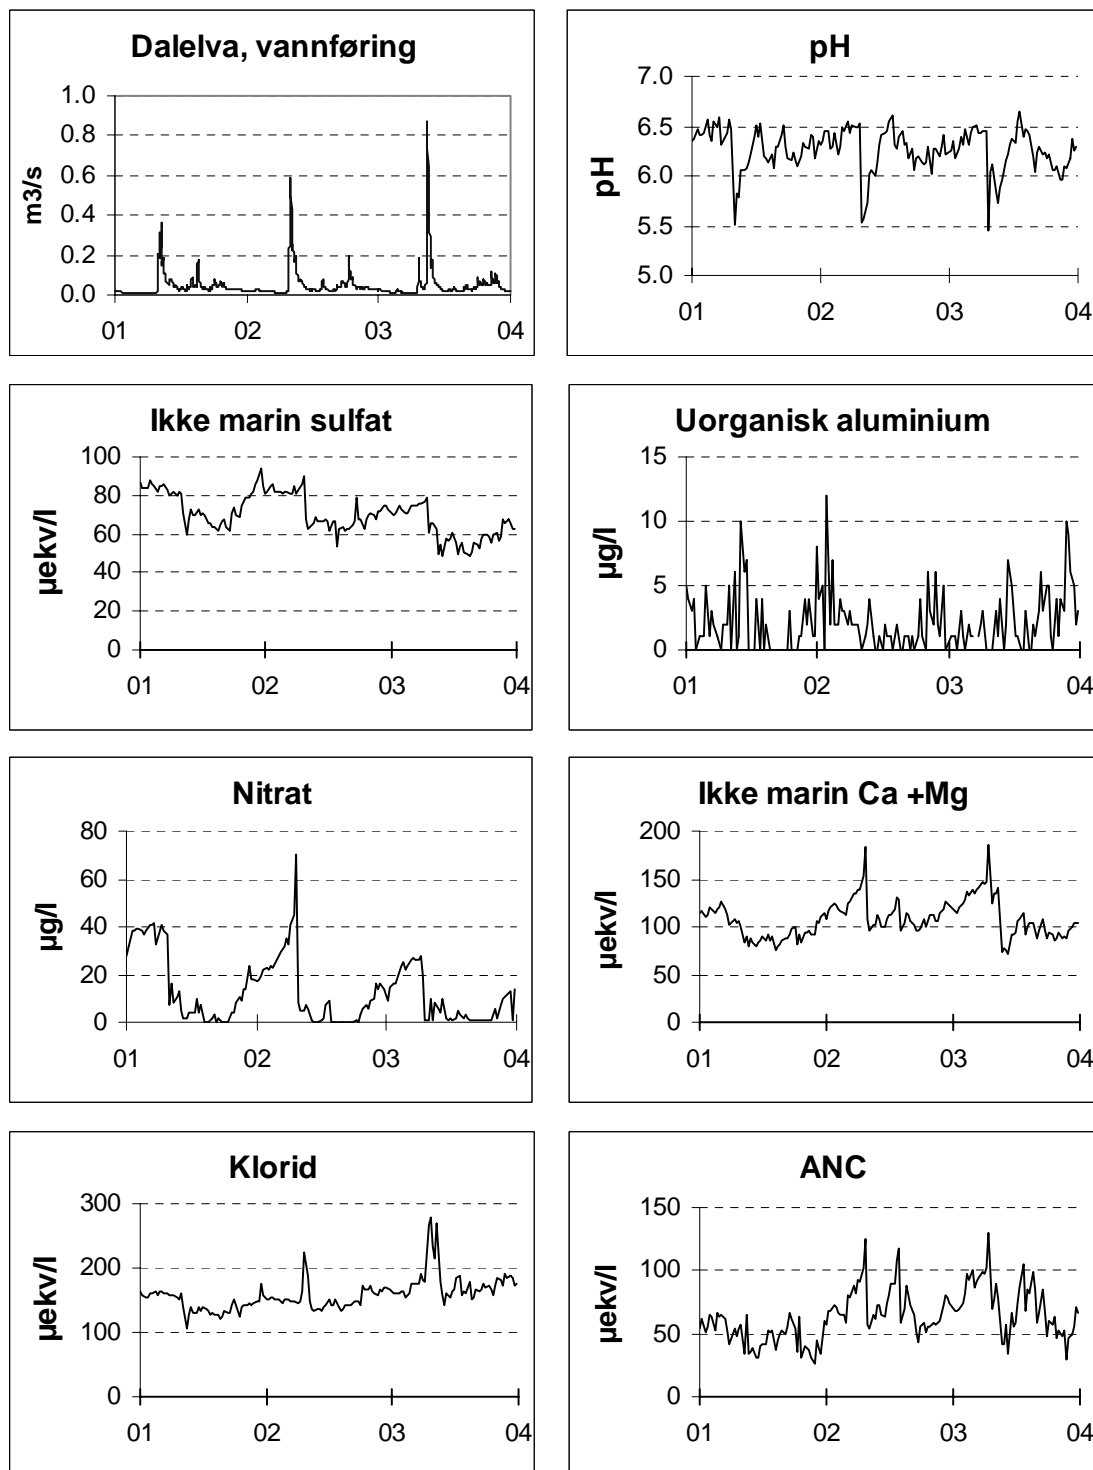 Dalelva, vannføring
1.0
0.8
0.6
0.4
0.2
0.0
m3/s
01 02 03 04
pH
7.0
6.5
6.0
5.5
5.0
pH
01 02 03 04
Ikke marin sulfat
100
80
60
40
20
0
µekv/l
01 02 03 04
Uorganisk aluminium
15
10
5
0
µg/l
01 02 03 04
Nitrat
80
60
40
20
0
µg/l
01 02 03 04
Ikke marin Ca +Mg
200
150
100
50
0
µekv/l
01 02 03 04
Klorid
300
200
100
0
µekv/l
01 02 03 04
ANC
150
100
50
0
µekv/l
01 02 03 04